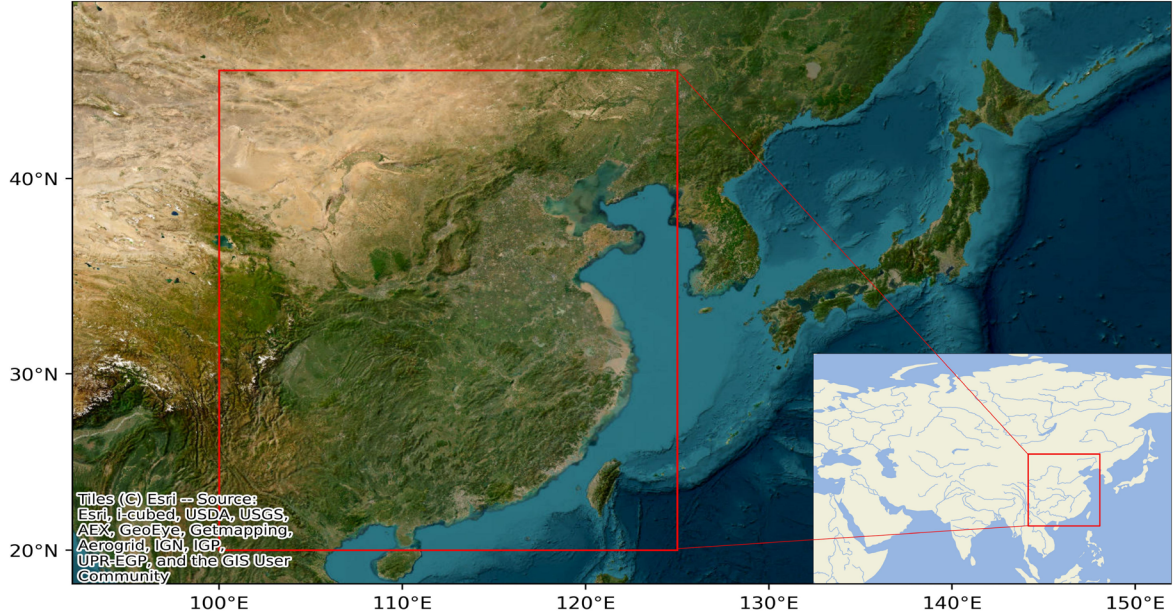 40°N
30°N
20°N
Tiles (C) Esri -- Source:
Esri, i-cubed, USDA, USGS,
AEX, GeoEye, Getmapping,
Aerogrid, IGN, IGP,
UPR-EGP, and the GIS User
Community
100°E
110°E
120°E
130°E
140°E
150°E